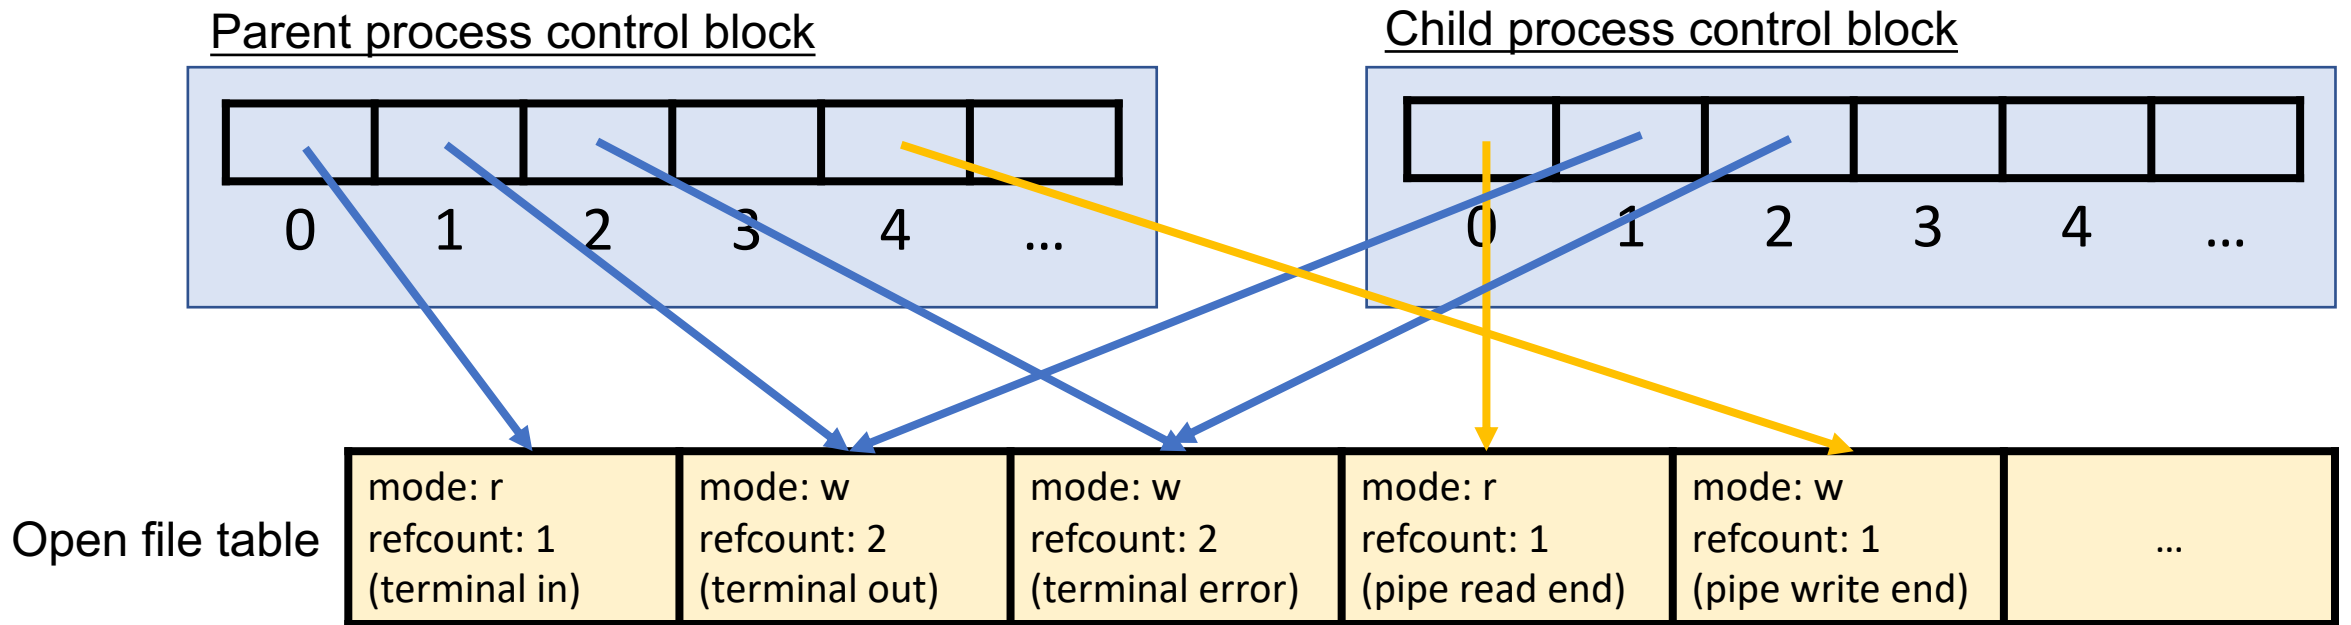 Parent process control block
Child process control block
0 1 2 3 4 ...
0 1 2 3 4 ...
Open file table
mode: r
refcount: 1
(terminal in)
mode: w
refcount: 2
(terminal out)
mode: w
refcount: 2
(terminal error)
mode: r
refcount: 1
(pipe read end)
mode: w
refcount: 1
(pipe write end)
...